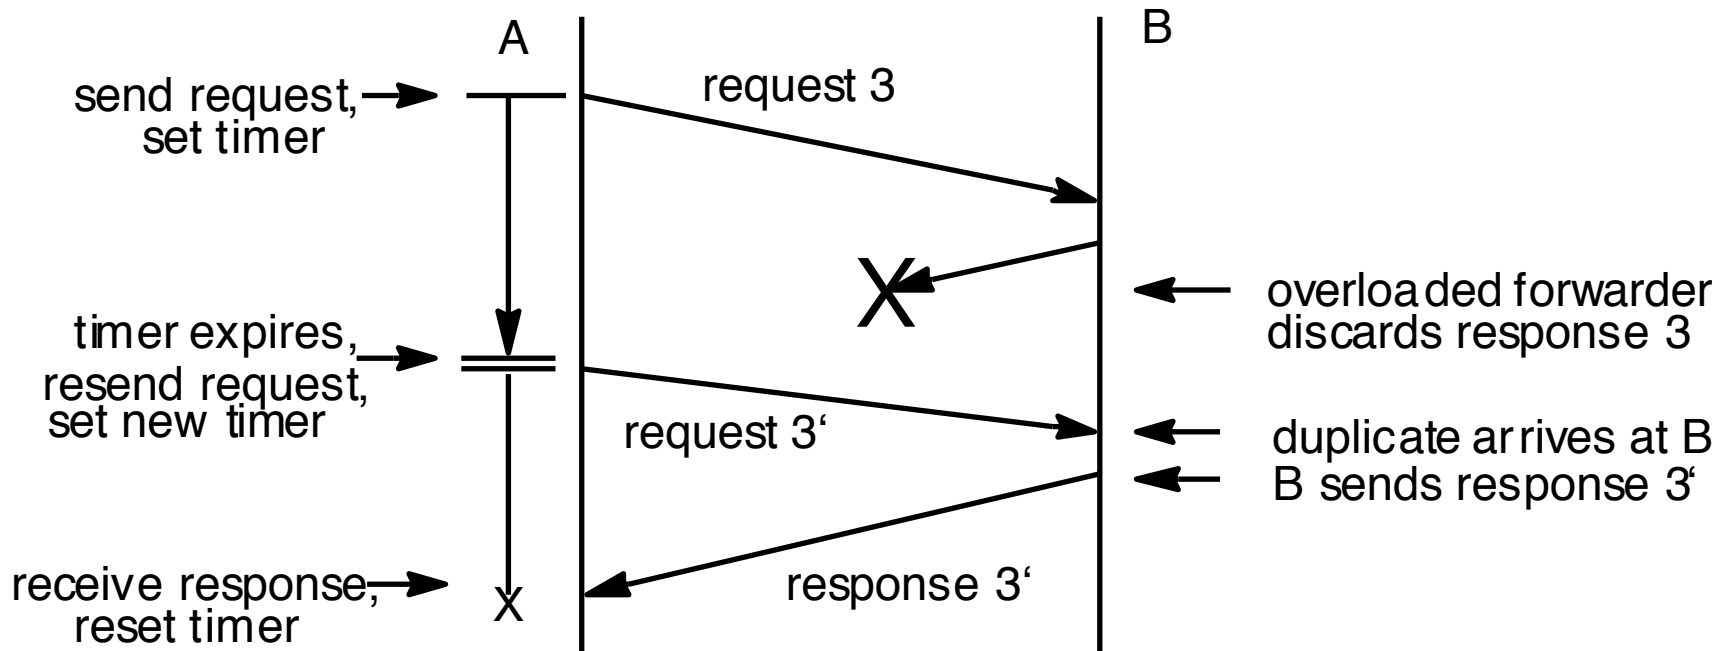 A
B
send request,
set timer
request 3
X
overloaded forwarder
discards response 3
timer expires,
resend request,
set new timer
request 3‘
duplicate arrives at B
B sends response 3‘
receive response,
reset timer
X
response 3‘